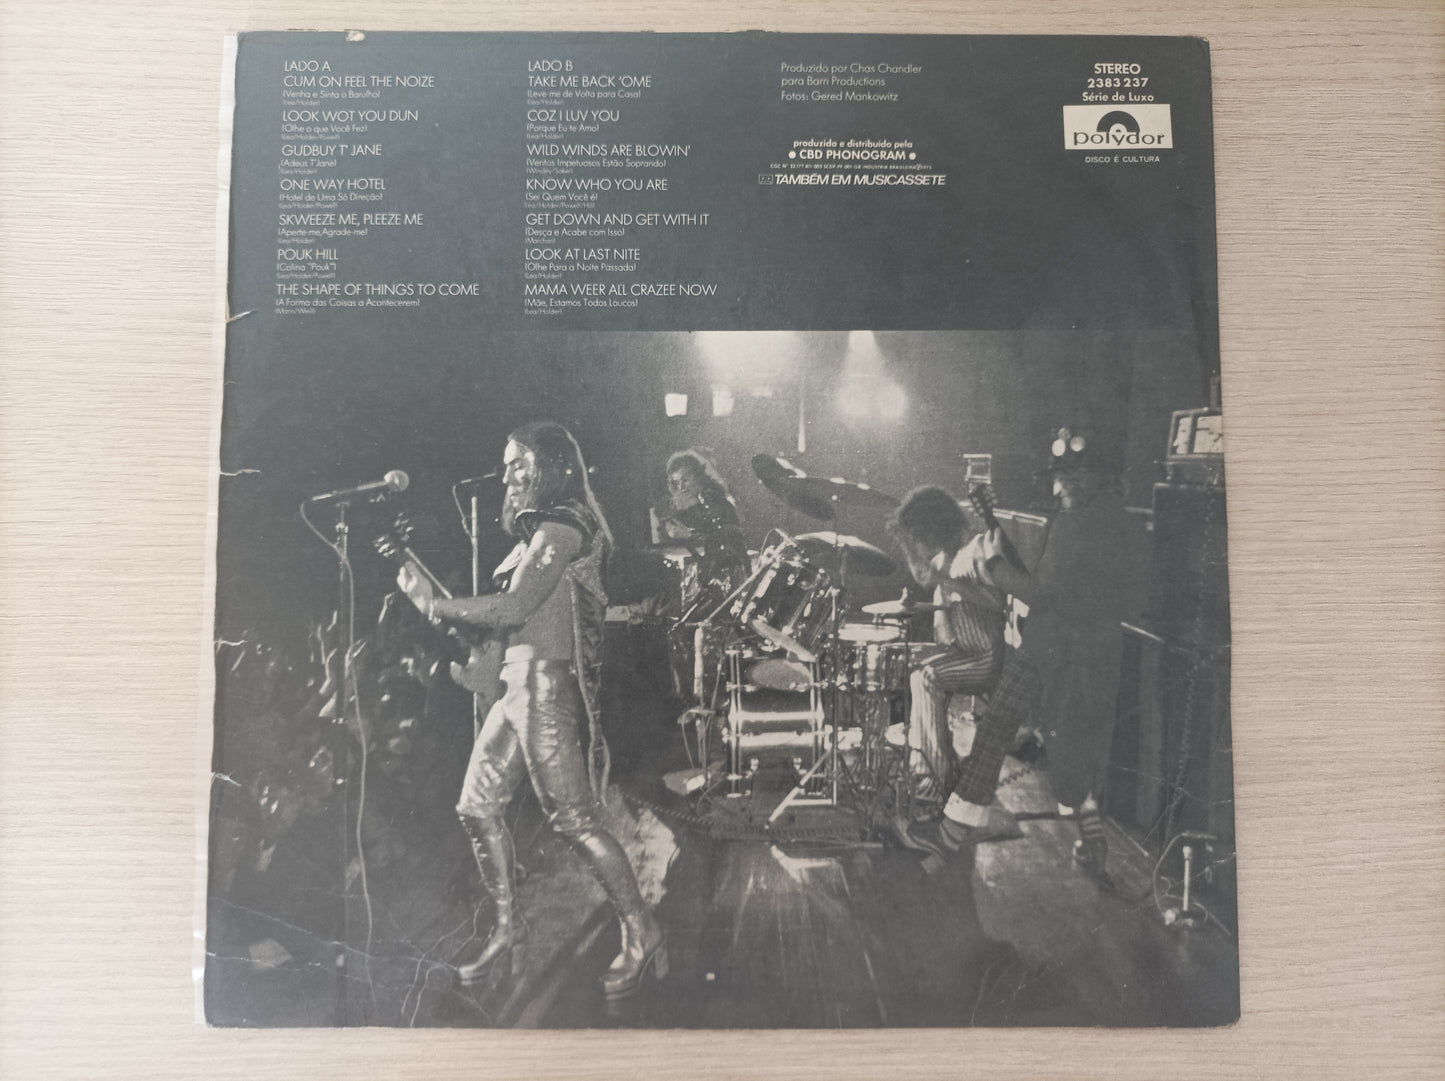 LADO A
CUM ON FEEL THE NOIZE
(Venha e Sinta o Barulho)
(Lea/Holder)
LOOK WOT YOU DUN
(Olhe o que Você Fez)
(Lea/Holder/Powell)
GUDBUY T' JANE
(Adeus T'Jane)
(Lea/Holder)
ONE WAY HOTEL
(Hotel de Uma Só Direção)
(Lea/Holder/Powell)
SKWEEZE ME, PLEEZE ME
(Aperte-me, Agrade-me)
(Lea/Holder)
POUK HILL
(Colina "Pouk")
(Lea/Holder/Powell)
THE SHAPE OF THINGS TO COME
(A Forma das Coisas a Acontecerem)
(Mann/Weill)
LADO B
TAKE ME BACK 'OME
(Leve-me de Volta para Casa)
(Lea/Holder)
COZ I LUV YOU
(Porque Eu te Amo)
(Lea/Holder)
WILD WINDS ARE BLOWIN'
(Ventos Impetuosos Estão Soprando)
KNOW WHO YOU ARE
(Sei Quem Você é)
(Lea/Holder/Powell/Hill)
GET DOWN AND GET WITH IT
(Desça e Acabe com Isso)
(Marchan)
LOOK AT LAST NITE
(Olhe Para a Noite Passada)
(Lea/Holder)
MAMA WEER ALL CRAZEE NOW
(Mãe, Estamos Todos Loucos)
(Lea/Holder)
Produzido por Chas Chandler
para Barn Productions
Fotos: Gered Mankowitz
produzido e distribuido pela
• CBD PHONOGRAM •
TAMBÉM EM MUSICASSETE
STEREO
2383 237
Série de Luxo
polydor
DISCO É CULTURA